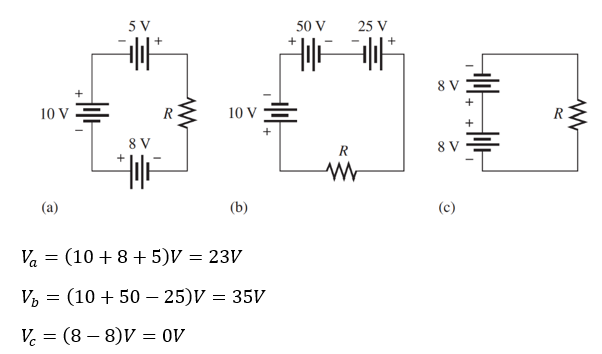 5 V
50 V 25 V
− + + − − +
+ 10 V − R
− 10 V +
− 8 V +
+ 8 V −
R
+ 8 V −
R
(a) (b) (c)
Vₐ = (10 + 8 + 5)V = 23V
V_b = (10 + 50 − 25)V = 35V
V_c = (8 − 8)V = 0V